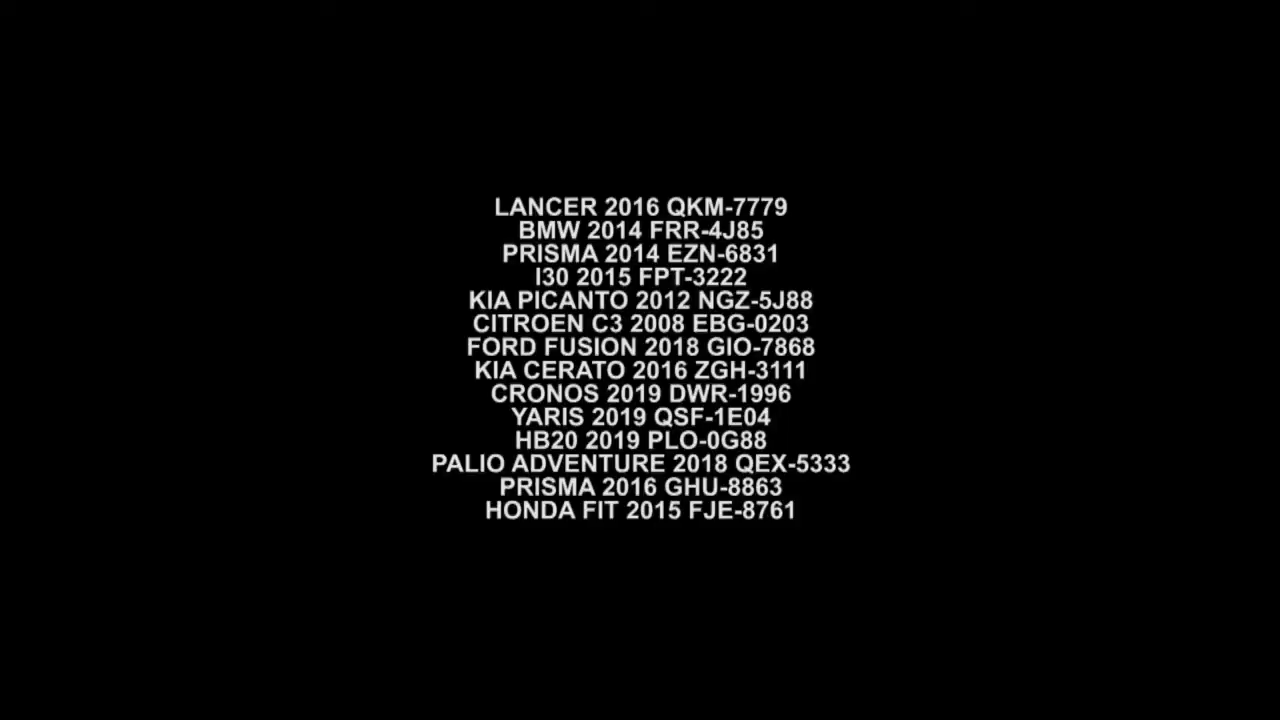 LANCER 2016 QKM-7779
BMW 2014 FRR-4J85
PRISMA 2014 EZN-6831
I30 2015 FPT-3222
KIA PICANTO 2012 NGZ-5J88
CITROEN C3 2008 EBG-0203
FORD FUSION 2018 GIO-7868
KIA CERATO 2016 ZGH-3111
CRONOS 2019 DWR-1996
YARIS 2019 QSF-1E04
HB20 2019 PLO-0G88
PALIO ADVENTURE 2018 QEX-5333
PRISMA 2016 GHU-8863
HONDA FIT 2015 FJE-8761